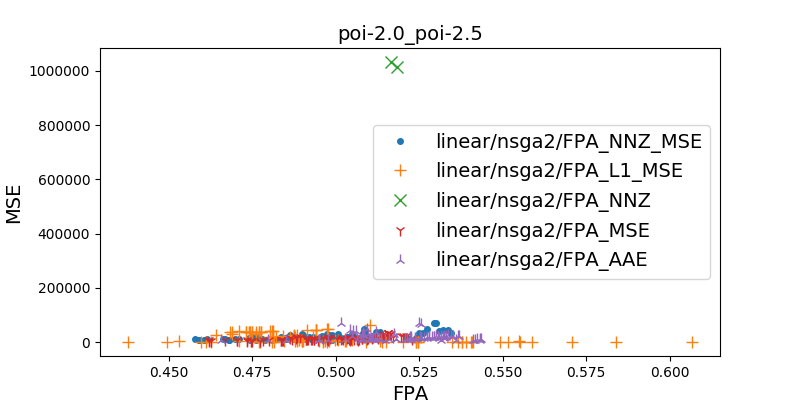 poi-2.0_poi-2.5
1000000
800000
600000
400000
200000
0
MSE
linear/nsga2/FPA_NNZ_MSE
linear/nsga2/FPA_L1_MSE
linear/nsga2/FPA_NNZ
linear/nsga2/FPA_MSE
linear/nsga2/FPA_AAE
0.450 0.475 0.500 0.525 0.550 0.575 0.600
FPA